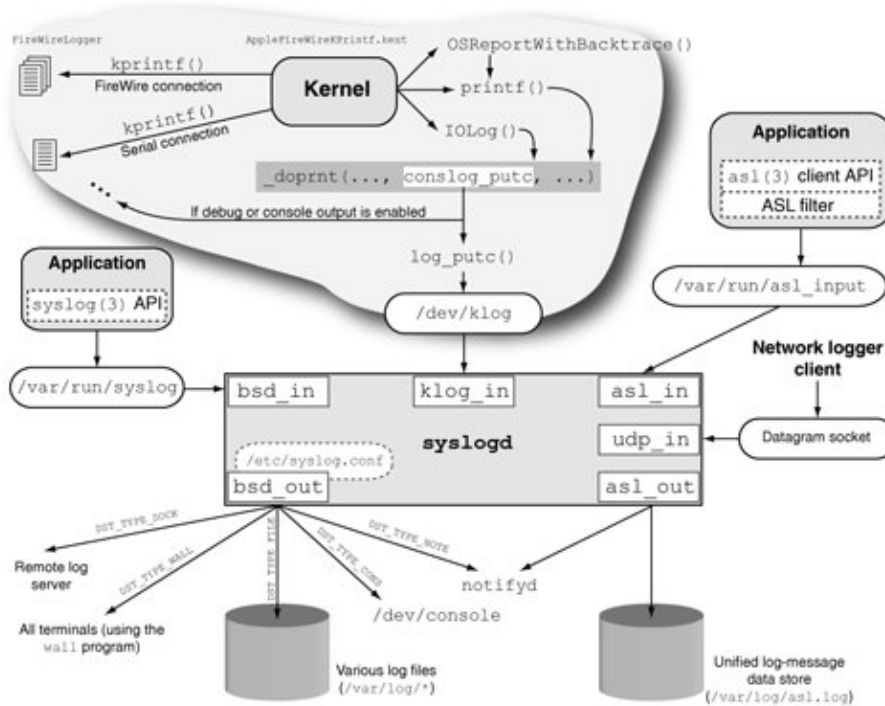 FireWireLogger
AppleFireWireKPrintf.kext
kprintf()
FireWire connection
Kernel
OSReportWithBacktrace()
printf()
kprintf()
Serial connection
IOLog()
_doprnt(..., conslog_putc, ...)
...
If debug or console output is enabled
log_putc()
/dev/klog
Application
asl(3) client API
ASL filter
/var/run/asl_input
Application
syslog(3) API
/var/run/syslog
Network logger
client
Datagram socket
bsd_in
klog_in
asl_in
udp_in
syslogd
/etc/syslog.conf
bsd_out
asl_out
DST_TYPE_SOCK
DST_TYPE_WALL
DST_TYPE_FILE
DST_TYPE_CONS
DST_TYPE_NOTE
Remote log
server
All terminals (using the
wall program)
Various log files
(/var/log/*)
/dev/console
notifyd
Unified log-message
data store
(/var/log/asl.log)